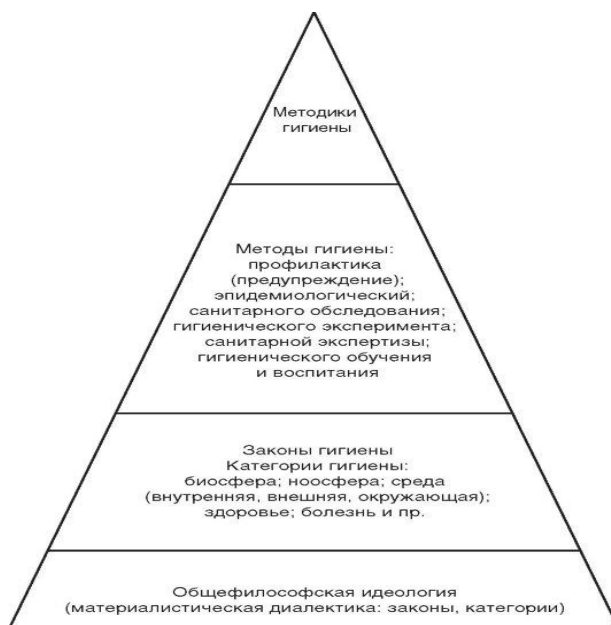 Методики
гигиены
Методы гигиены:
профилактика
(предупреждение);
эпидемиологический;
санитарного обследования;
гигиенического эксперимента;
санитарной экспертизы;
гигиенического обучения
и воспитания
Законы гигиены
Категории гигиены:
биосфера; ноосфера; среда
(внутренняя, внешняя, окружающая);
здоровье; болезнь и пр.
Общефилософская идеология
(материалистическая диалектика: законы, категории)